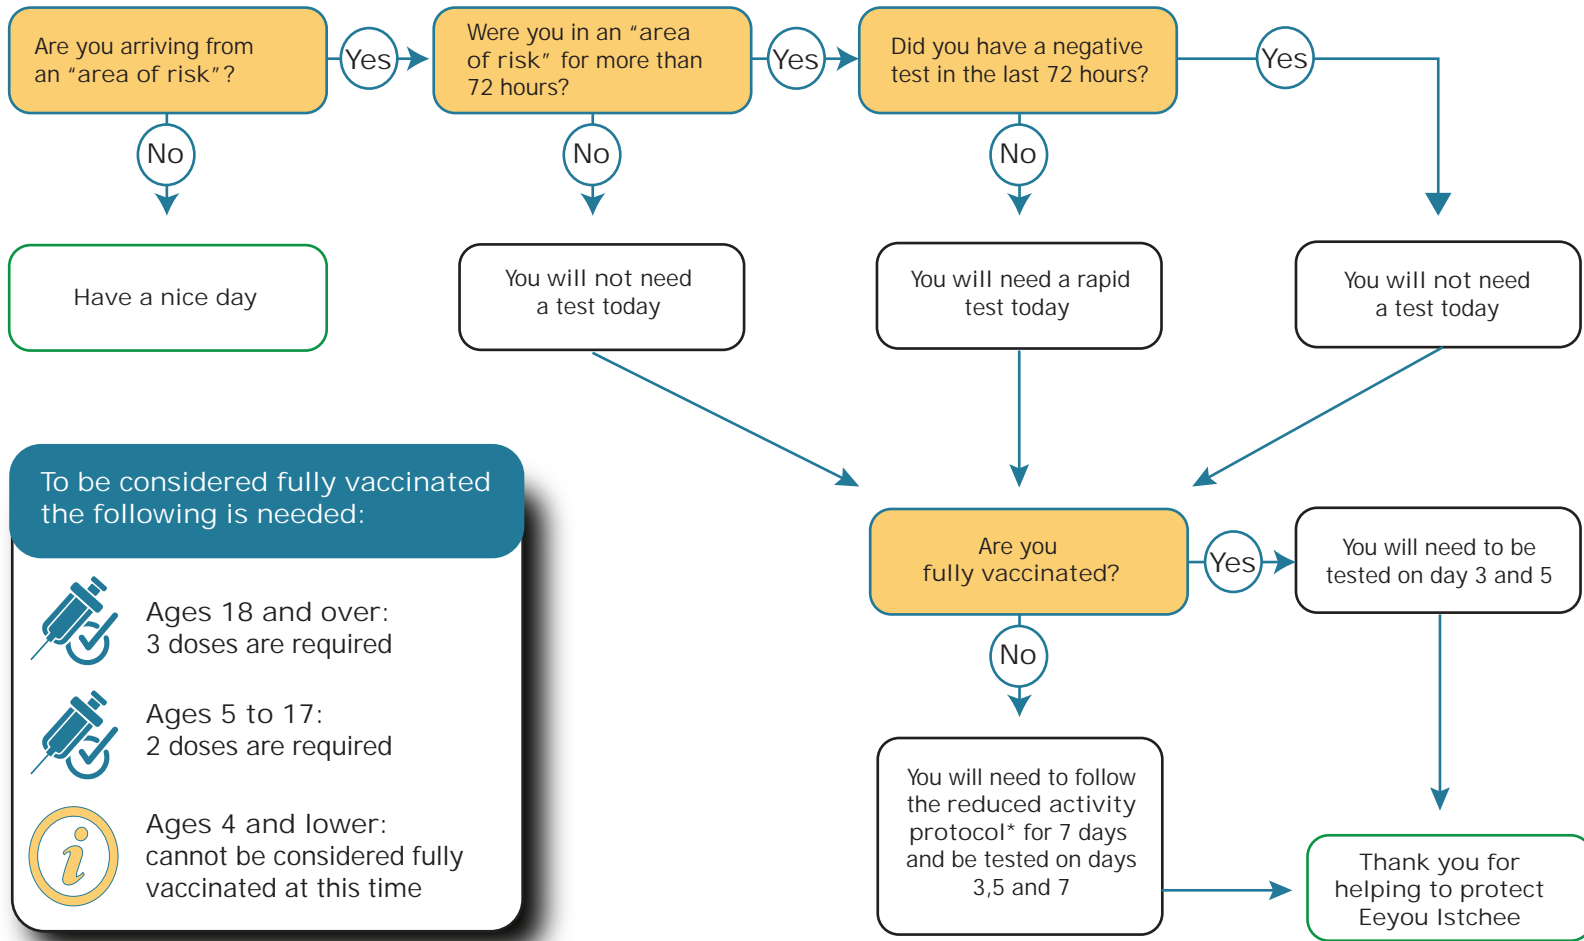 Are you arriving from
an "area of risk"?
Yes
Were you in an "area
of risk" for more than
72 hours?
Yes
Did you have a negative
test in the last 72 hours?
Yes
No
No
No
Have a nice day
You will not need
a test today
You will need a rapid
test today
You will not need
a test today
To be considered fully vaccinated
the following is needed:
Ages 18 and over:
3 doses are required
Ages 5 to 17:
2 doses are required
Ages 4 and lower:
cannot be considered fully
vaccinated at this time
Are you
fully vaccinated?
Yes
You will need to be
tested on day 3 and 5
No
You will need to follow
the reduced activity
protocol* for 7 days
and be tested on days
3,5 and 7
Thank you for
helping to protect
Eeyou Istchee